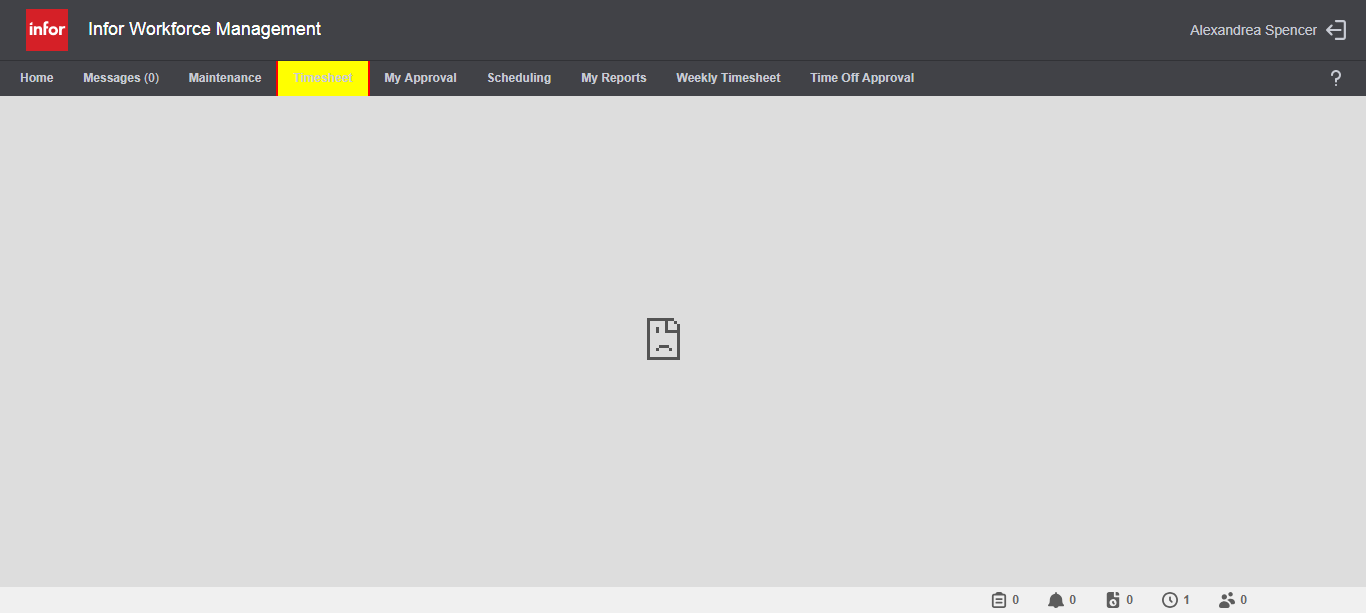 infor
Infor Workforce Management
Alexandrea Spencer
Home Messages (0) Maintenance Timesheet My Approval Scheduling My Reports Weekly Timesheet Time Off Approval ?
0 0 0 1 0